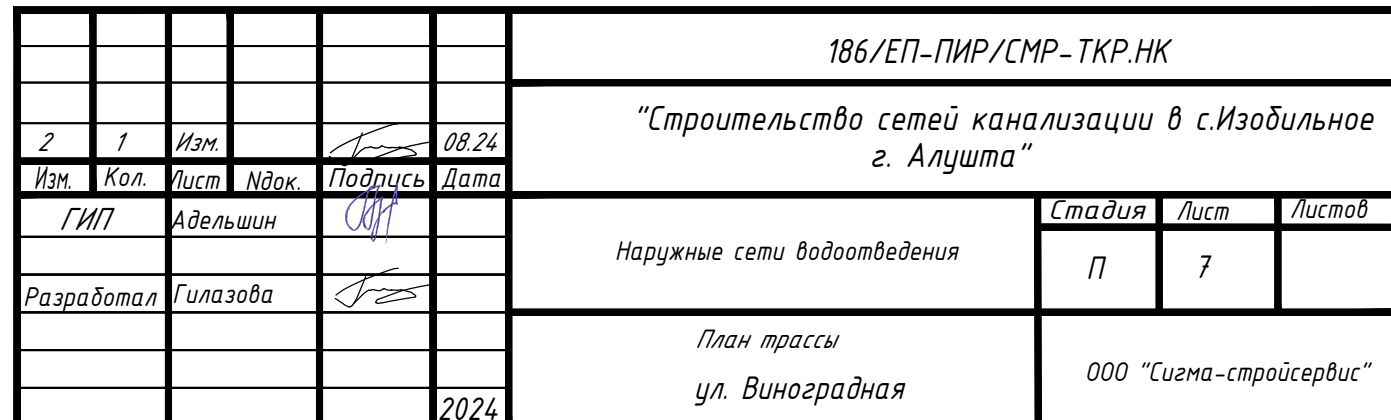 186/ЕП-ПИР/СМР-ТКР.НК
"Строительство сетей канализации в с.Изобильное
г. Алушта"
2 1 Изм. 08.24
Изм. Кол. Лист Nдок. Подпись Дата
ГИП Адельшин
Разработал Гилазова
2024
Наружные сети водоотведения
Стадия Лист Листов
П 7
План трассы
ул. Виноградная
ООО "Сигма-стройсервис"